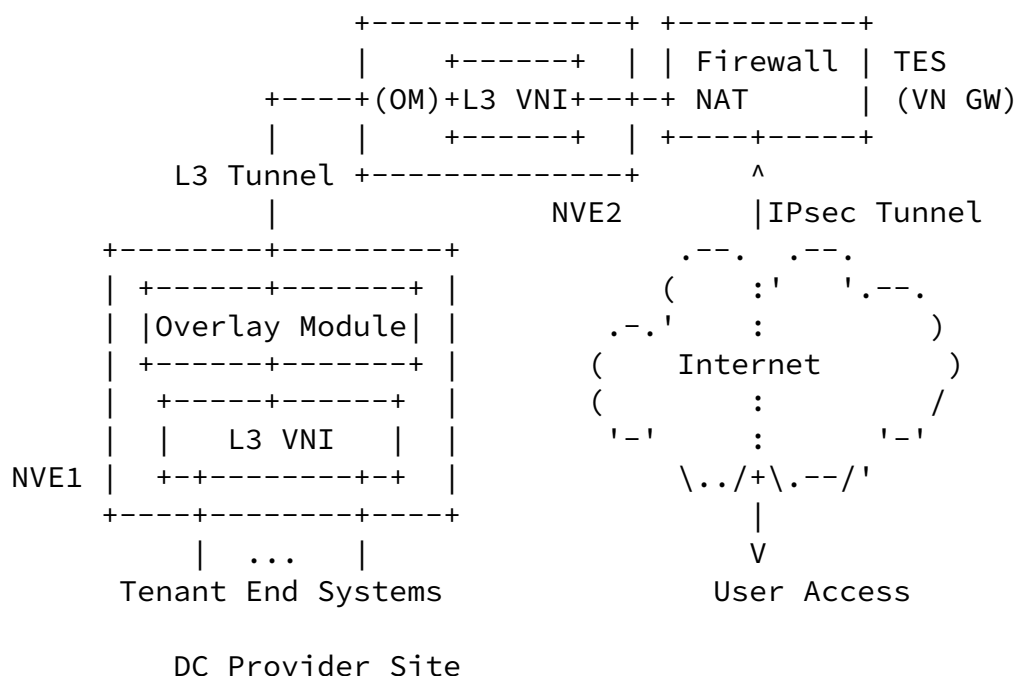 Firewall TES
(OM) L3 VNI NAT (VN GW)
L3 Tunnel
NVE2 IPsec Tunnel
Overlay Module
Internet
L3 VNI
NVE1
...
Tenant End Systems User Access
DC Provider Site